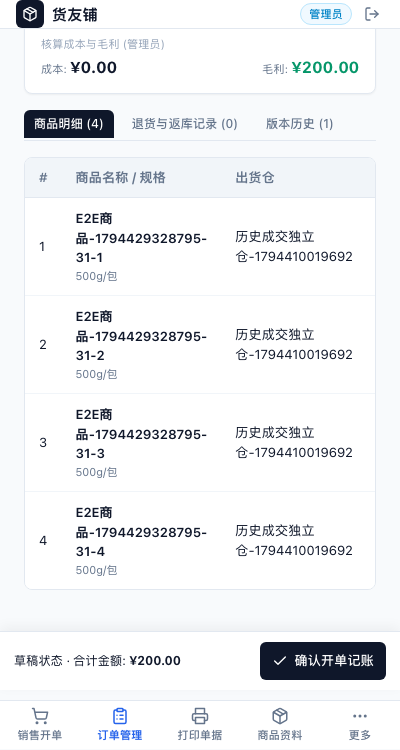 货友铺 管理员
核算成本与毛利 (管理员)
成本: ¥0.00 毛利: ¥200.00
商品明细 (4) 退货与返库记录 (0) 版本历史 (1)
# 商品名称 / 规格 出货仓
1
E2E商
品-1794429328795-
31-1
500g/包
历史成交独立
仓-1794410019692
2
E2E商
品-1794429328795-
31-2
500g/包
历史成交独立
仓-1794410019692
3
E2E商
品-1794429328795-
31-3
500g/包
历史成交独立
仓-1794410019692
4
E2E商
品-1794429328795-
31-4
500g/包
历史成交独立
仓-1794410019692
草稿状态 · 合计金额: ¥200.00 确认开单记账
销售开单 订单管理 打印单据 商品资料 更多